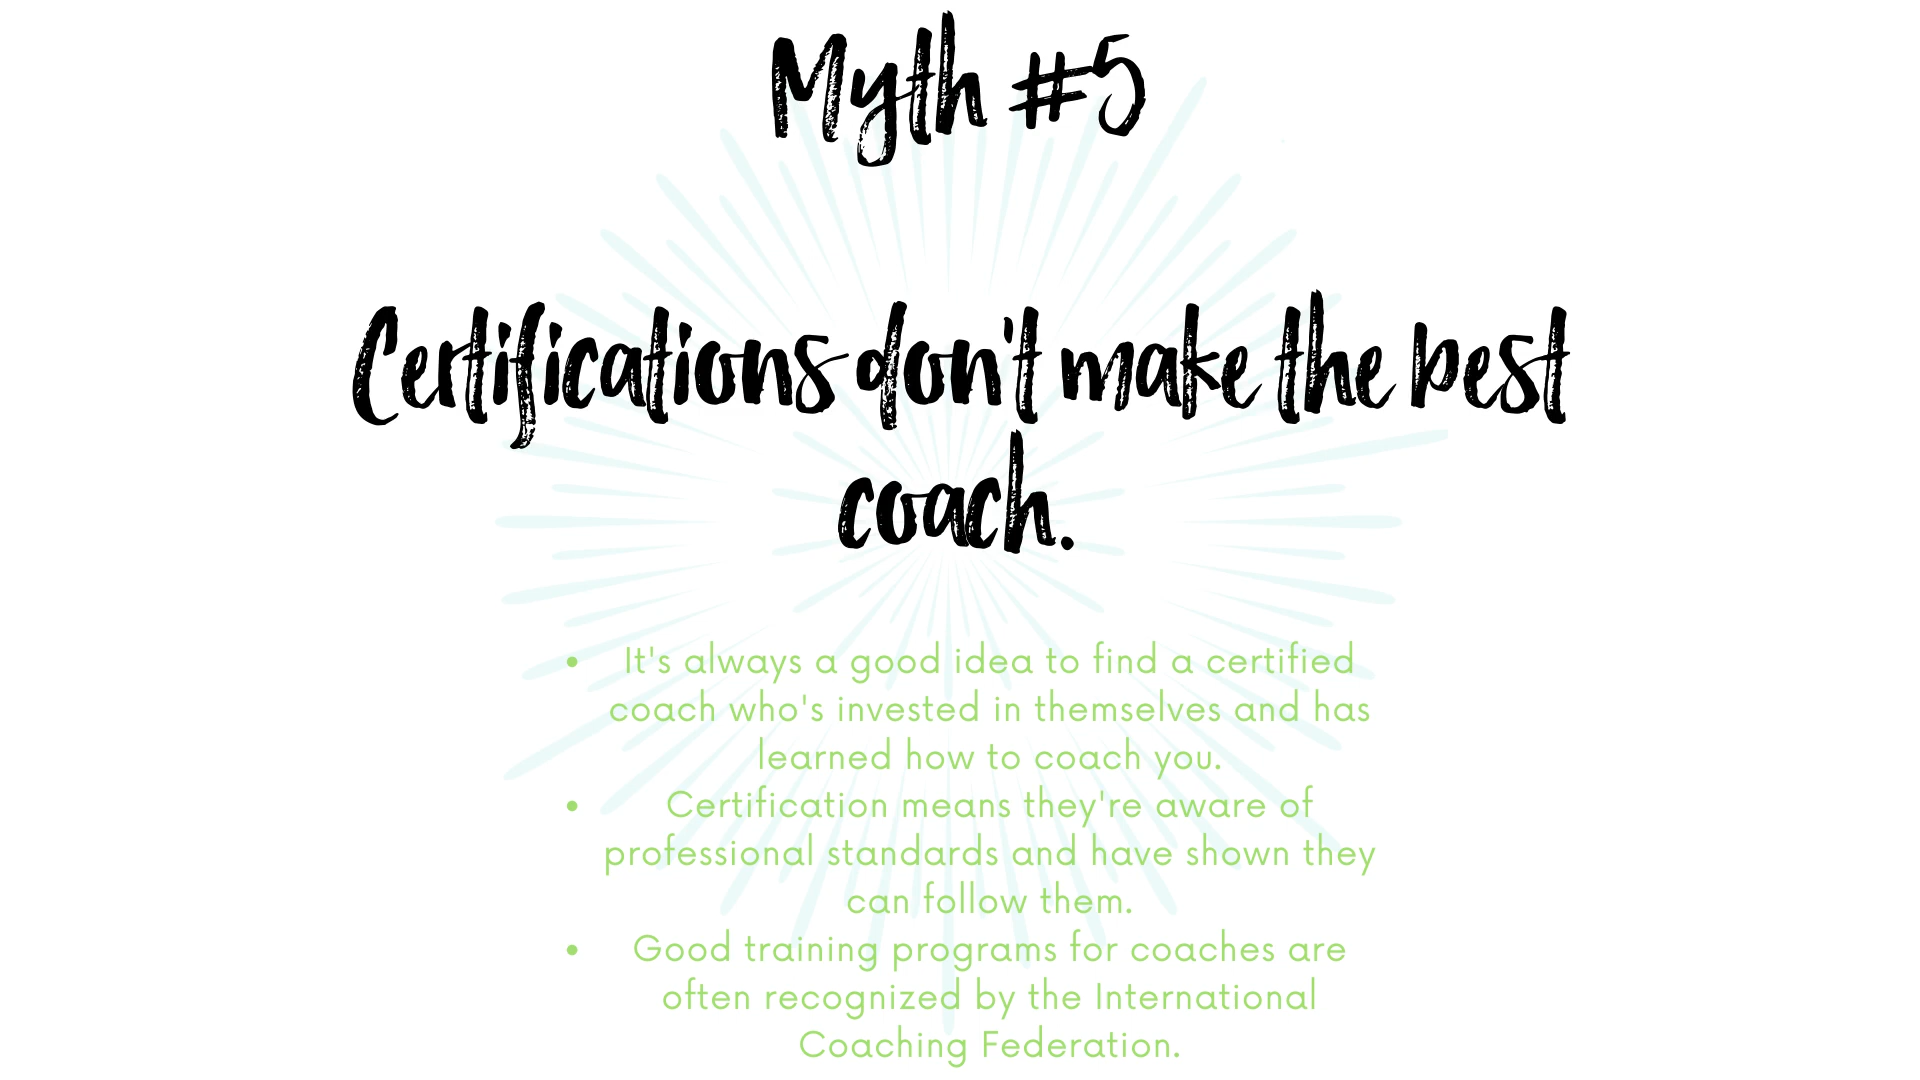 Myth #5
Certifications don't make the best
coach.
• It's always a good idea to find a certified
coach who's invested in themselves and has
learned how to coach you.
• Certification means they're aware of
professional standards and have shown they
can follow them.
• Good training programs for coaches are
often recognized by the International
Coaching Federation.